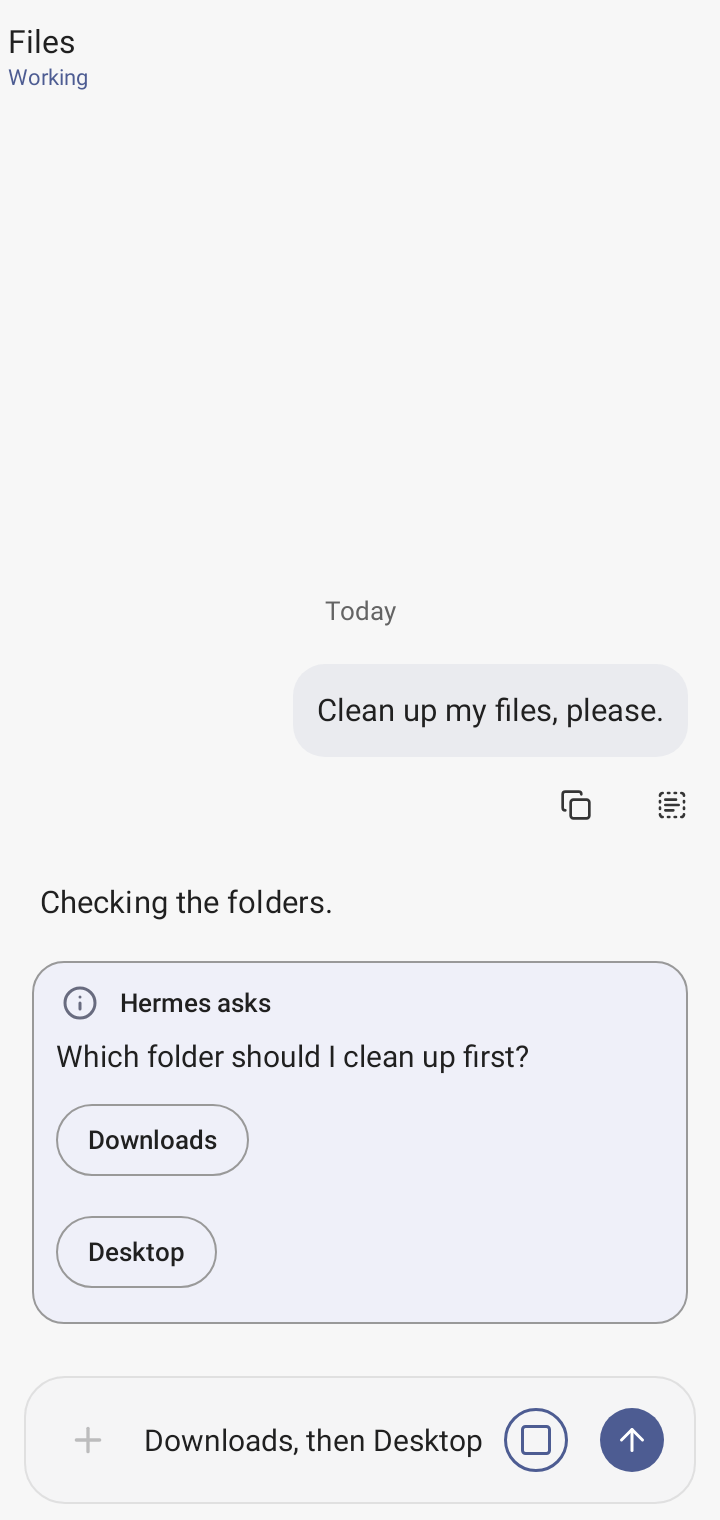 Files
Working
Today
Clean up my files, please.
Checking the folders.
Hermes asks
Which folder should I clean up first?
Downloads
Desktop
Downloads, then Desktop